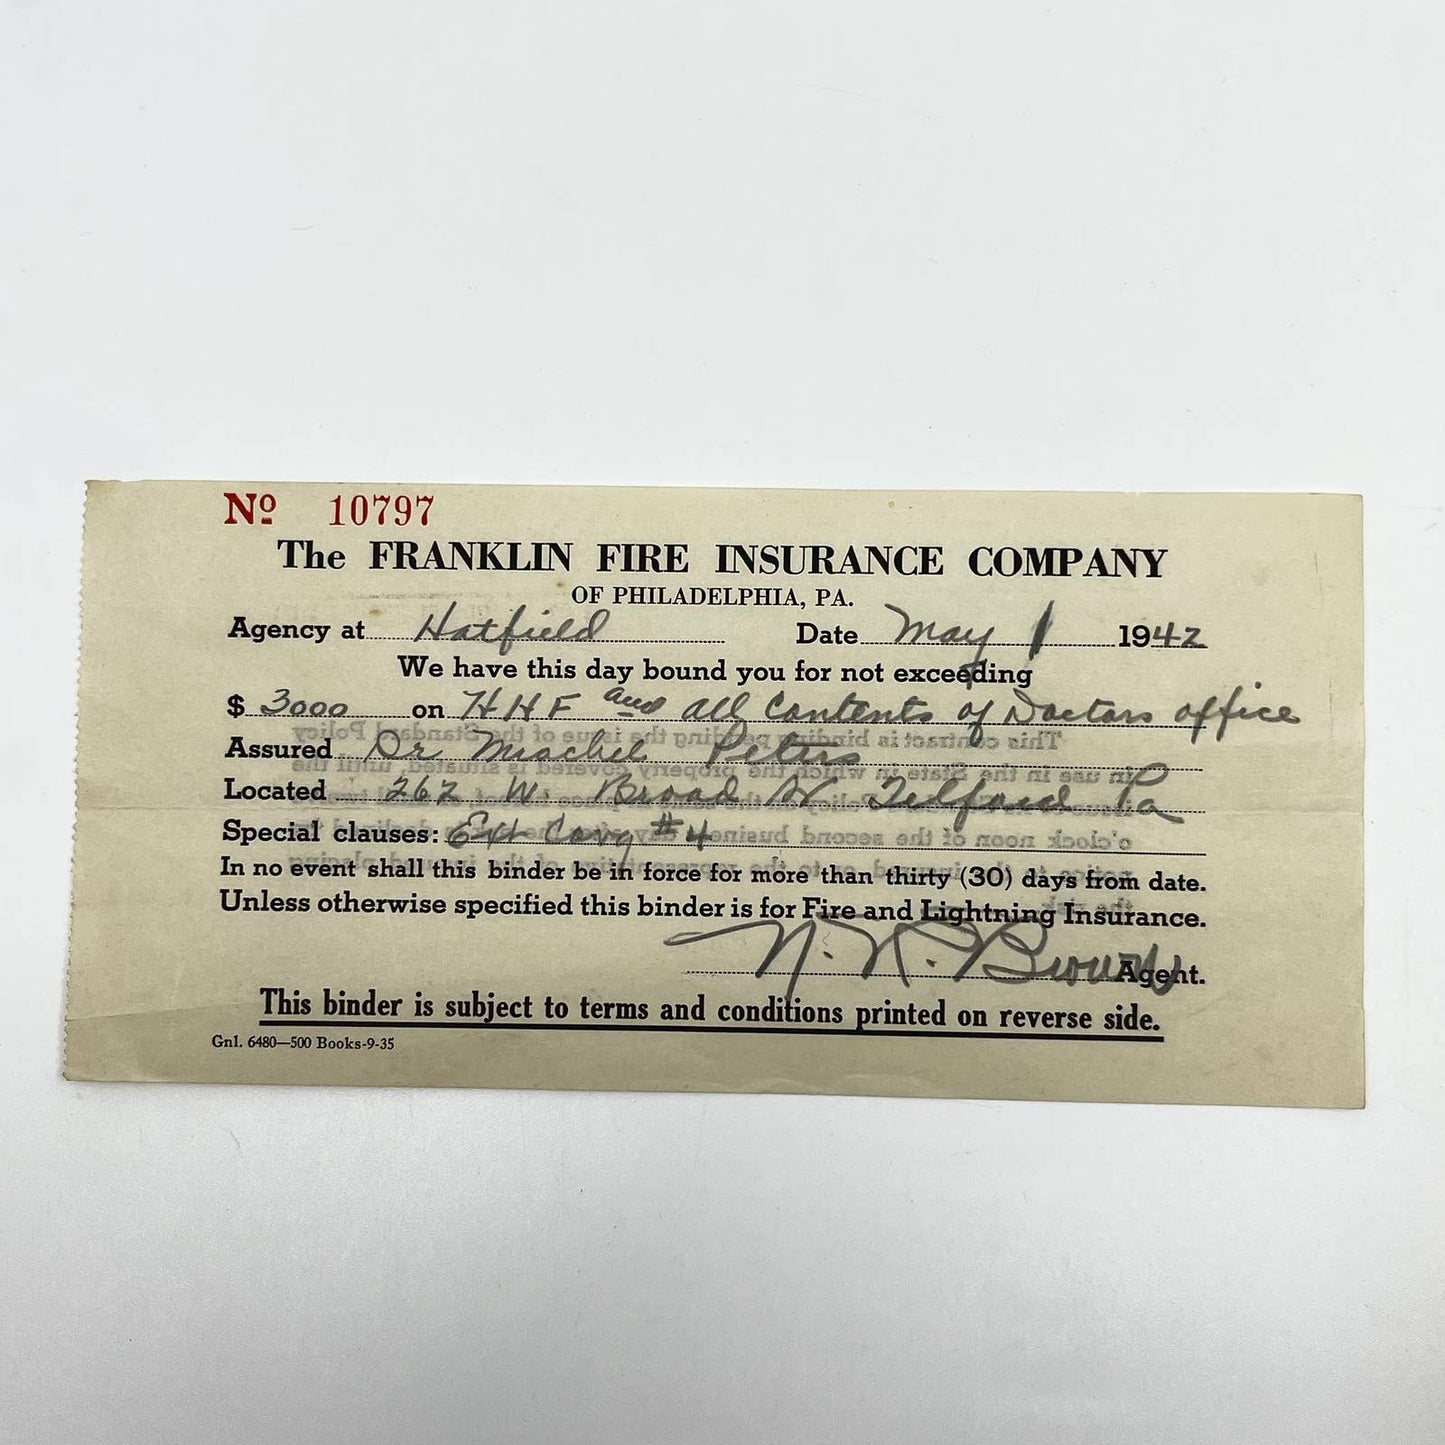 Nº 10797
The FRANKLIN FIRE INSURANCE COMPANY
OF PHILADELPHIA, PA.
Agency at Hatfield Date May 1 1942
We have this day bound you for not exceeding
$ 3000 on H H F and all Contents of Doctors office
Assured Dr Peters
Located 262 W. Broad St Telford Pa
Special clauses: Ext Covg #4
In no event shall this binder be in force for more than thirty (30) days from date.
Unless otherwise specified this binder is for Fire and Lightning Insurance.
Agent.
This binder is subject to terms and conditions printed on reverse side.
Gnl. 6480—500 Books-9-35